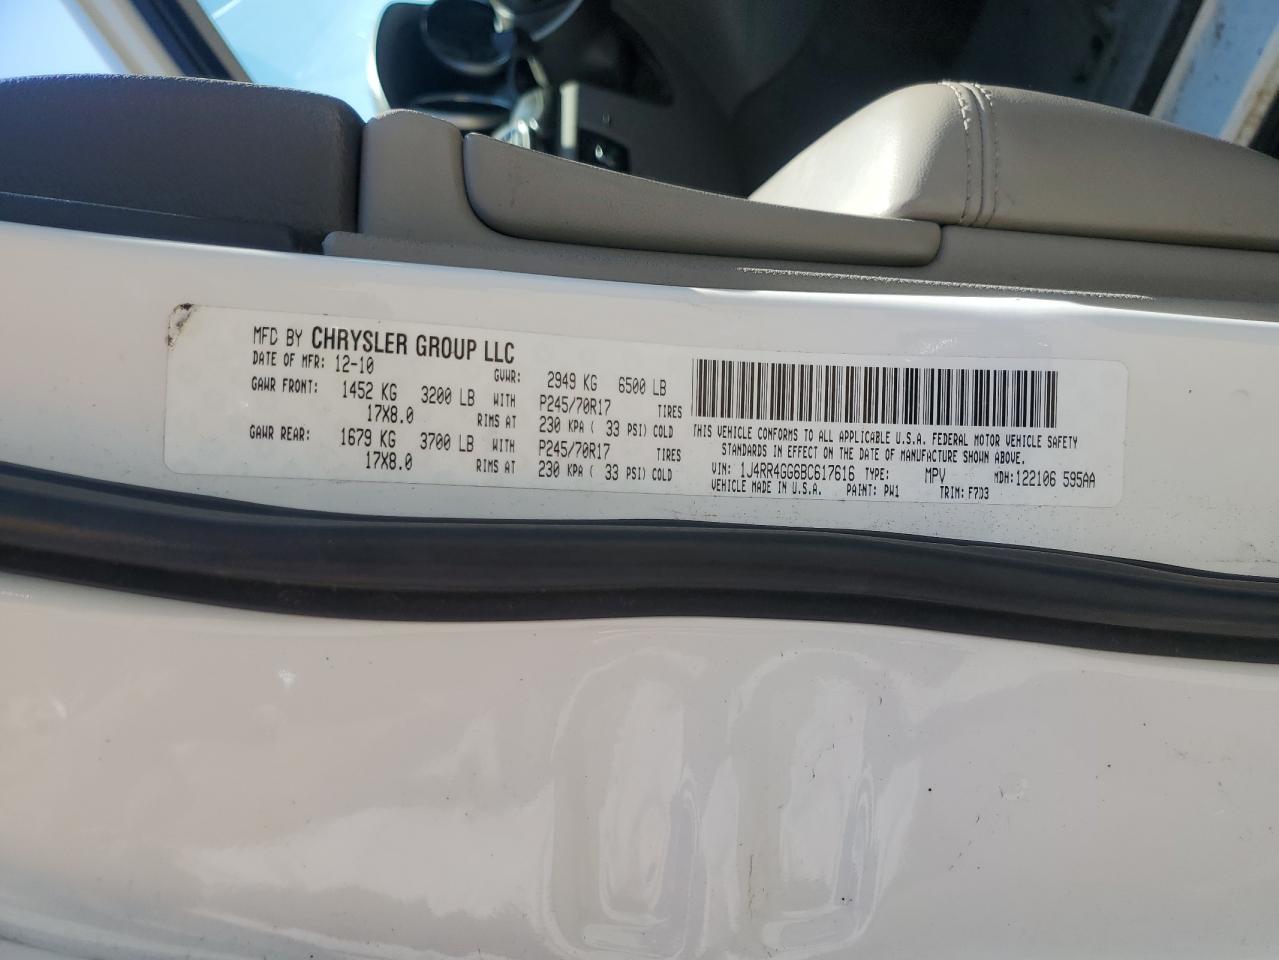 MFD BY CHRYSLER GROUP LLC
DATE OF MFR: 12-10 GVWR: 2949 KG 6500 LB
GAWR FRONT: 1452 KG 3200 LB WITH P245/70R17 TIRES
17X8.0 RIMS AT 230 KPA ( 33 PSI) COLD
GAWR REAR: 1679 KG 3700 LB WITH P245/70R17 TIRES
17X8.0 RIMS AT 230 KPA ( 33 PSI) COLD
THIS VEHICLE CONFORMS TO ALL APPLICABLE U.S.A. FEDERAL MOTOR VEHICLE SAFETY
STANDARDS IN EFFECT ON THE DATE OF MANUFACTURE SHOWN ABOVE.
VIN: 1J4RR4GG6BC617616 TYPE: MPV MDH:122106 595AA
VEHICLE MADE IN U.S.A. PAINT: PW1 TRIM: F7D3